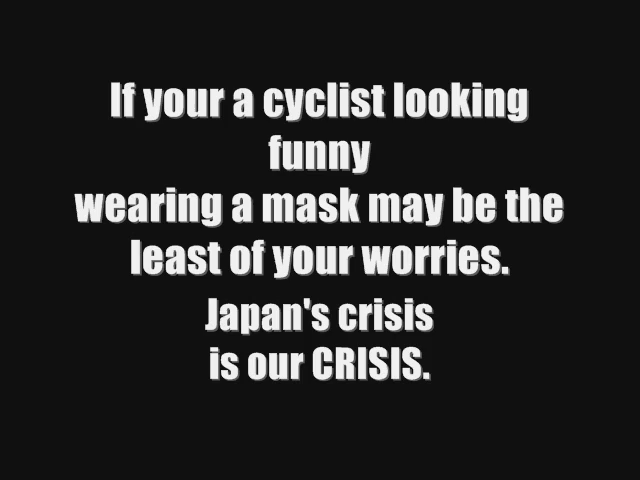 If your a cyclist looking
funny
wearing a mask may be the
least of your worries.
Japan's crisis
is our CRISIS.